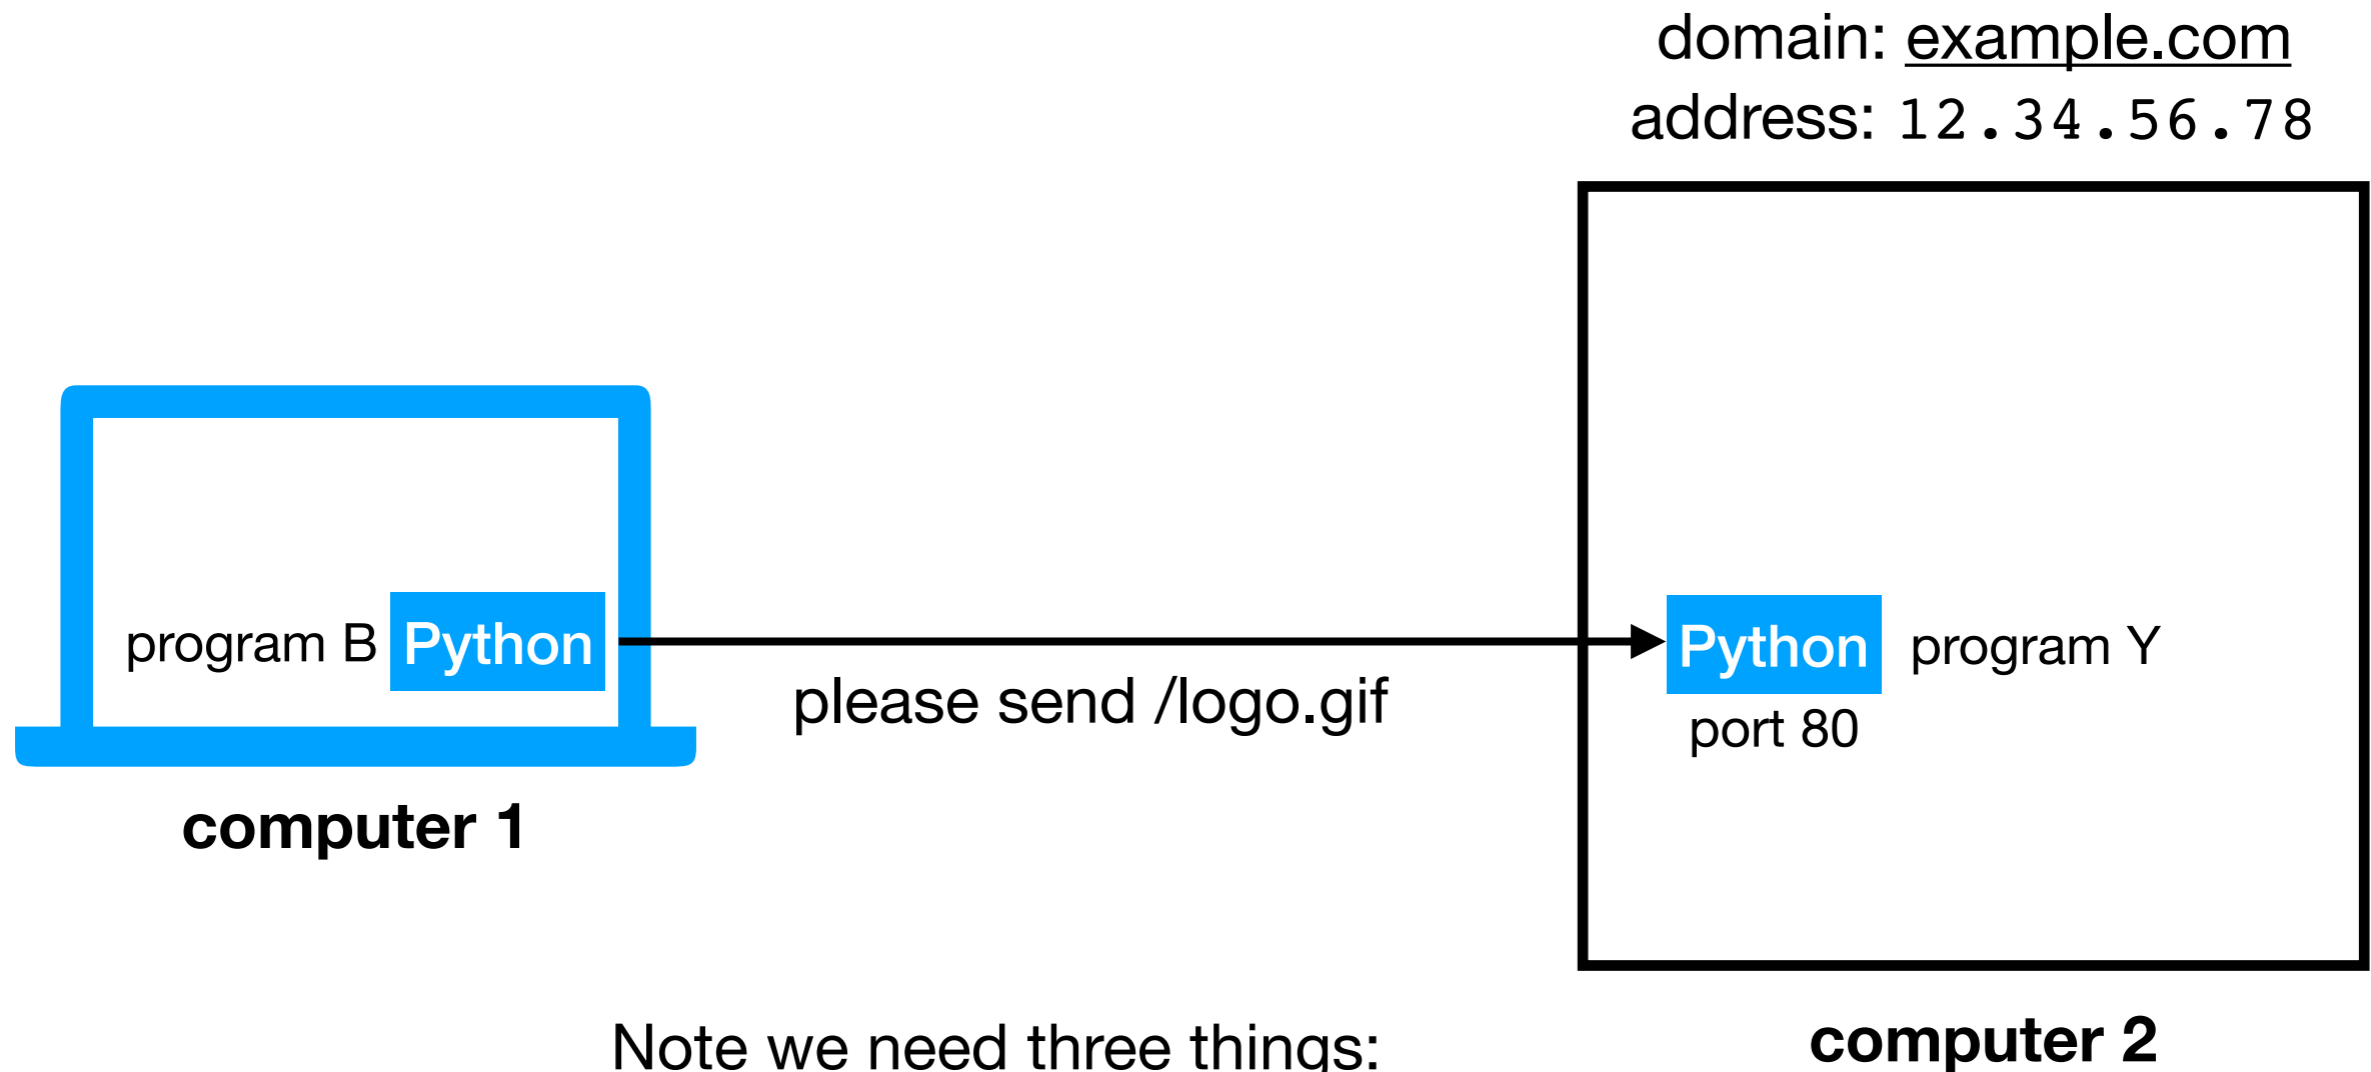 domain: example.com
address: 12.34.56.78
program B Python
please send /logo.gif
Python program Y
port 80
computer 1
computer 2
Note we need three things: